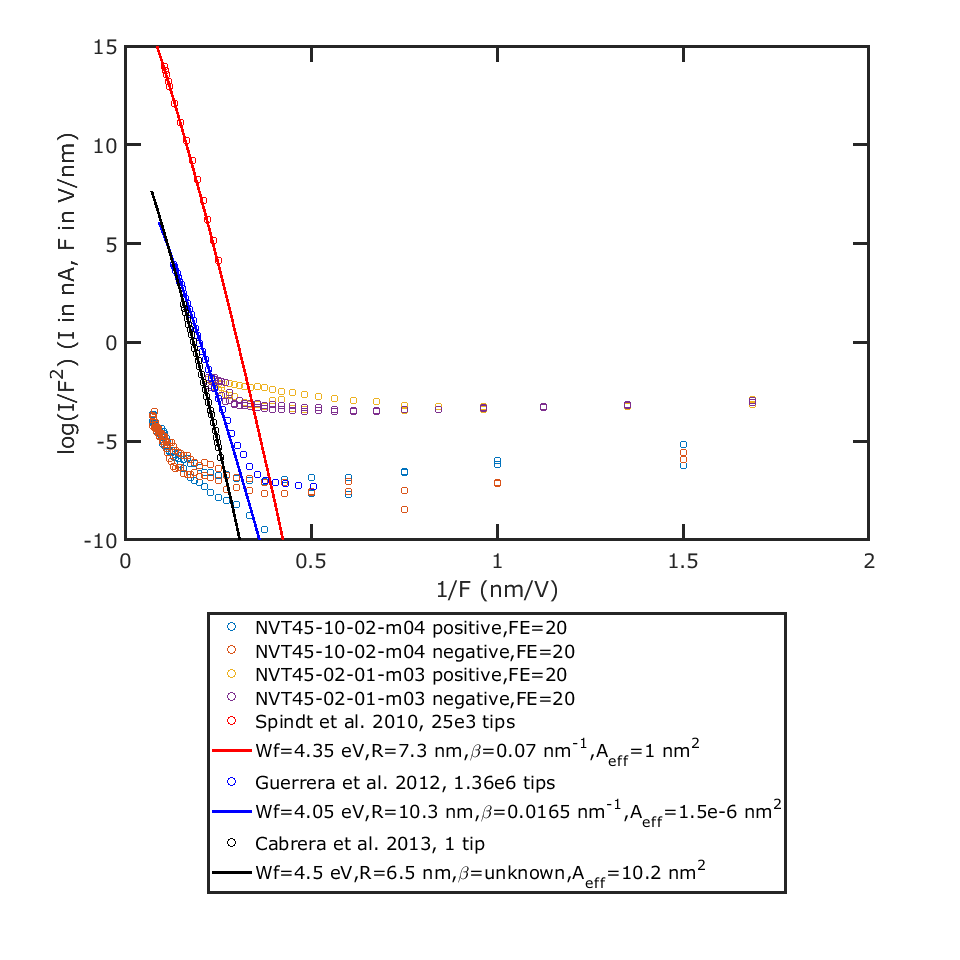 15
10
5
0
-5
-10
log(I/F²) (I in nA, F in V/nm)
0 0.5 1 1.5 2
1/F (nm/V)
NVT45-10-02-m04 positive,FE=20
NVT45-10-02-m04 negative,FE=20
NVT45-02-01-m03 positive,FE=20
NVT45-02-01-m03 negative,FE=20
Spindt et al. 2010, 25e3 tips
Wf=4.35 eV,R=7.3 nm,β=0.07 nm⁻¹,A_eff=1 nm²
Guerrera et al. 2012, 1.36e6 tips
Wf=4.05 eV,R=10.3 nm,β=0.0165 nm⁻¹,A_eff=1.5e-6 nm²
Cabrera et al. 2013, 1 tip
Wf=4.5 eV,R=6.5 nm,β=unknown,A_eff=10.2 nm²